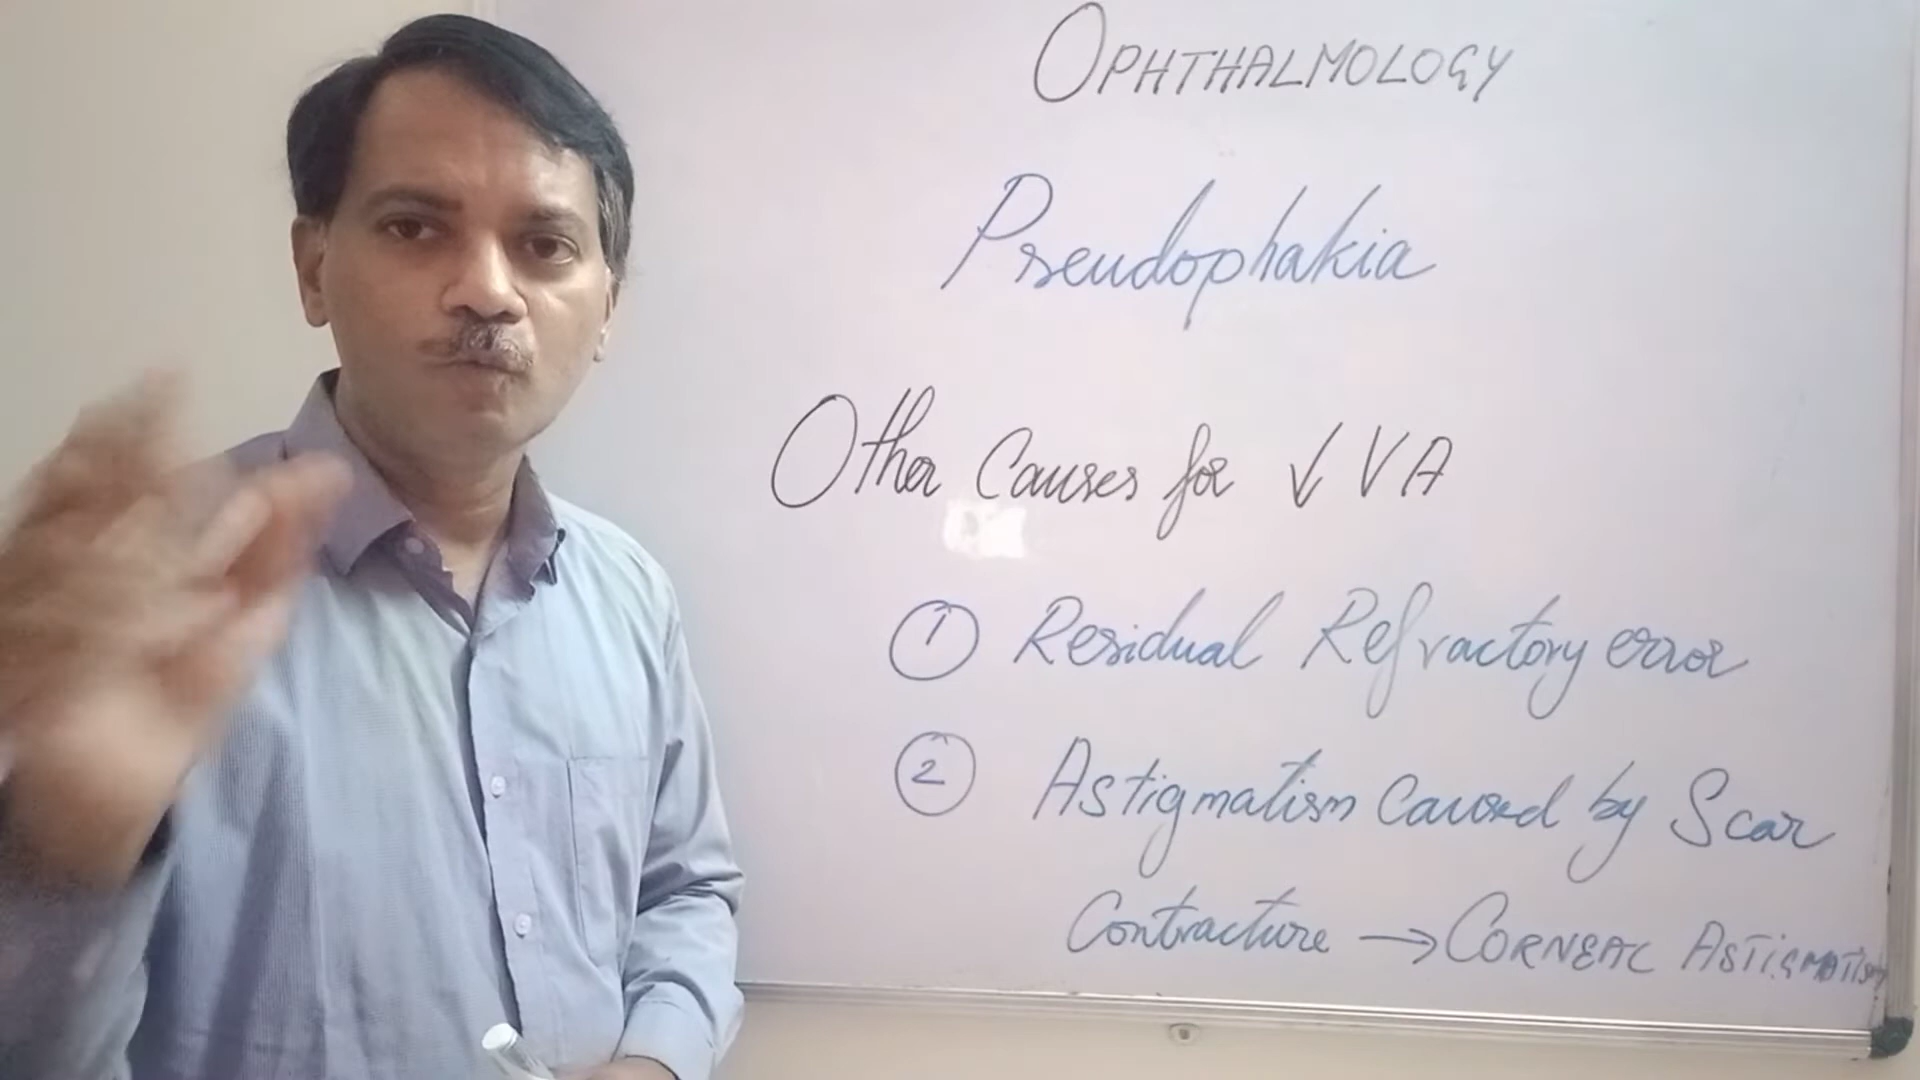 OPHTHALMOLOGY
Pseudophakia
Other Causes for ↓ VA
① Residual Refractory error
② Astigmatism caused by Scar
Contracture → CORNEAL ASTIGMATISM